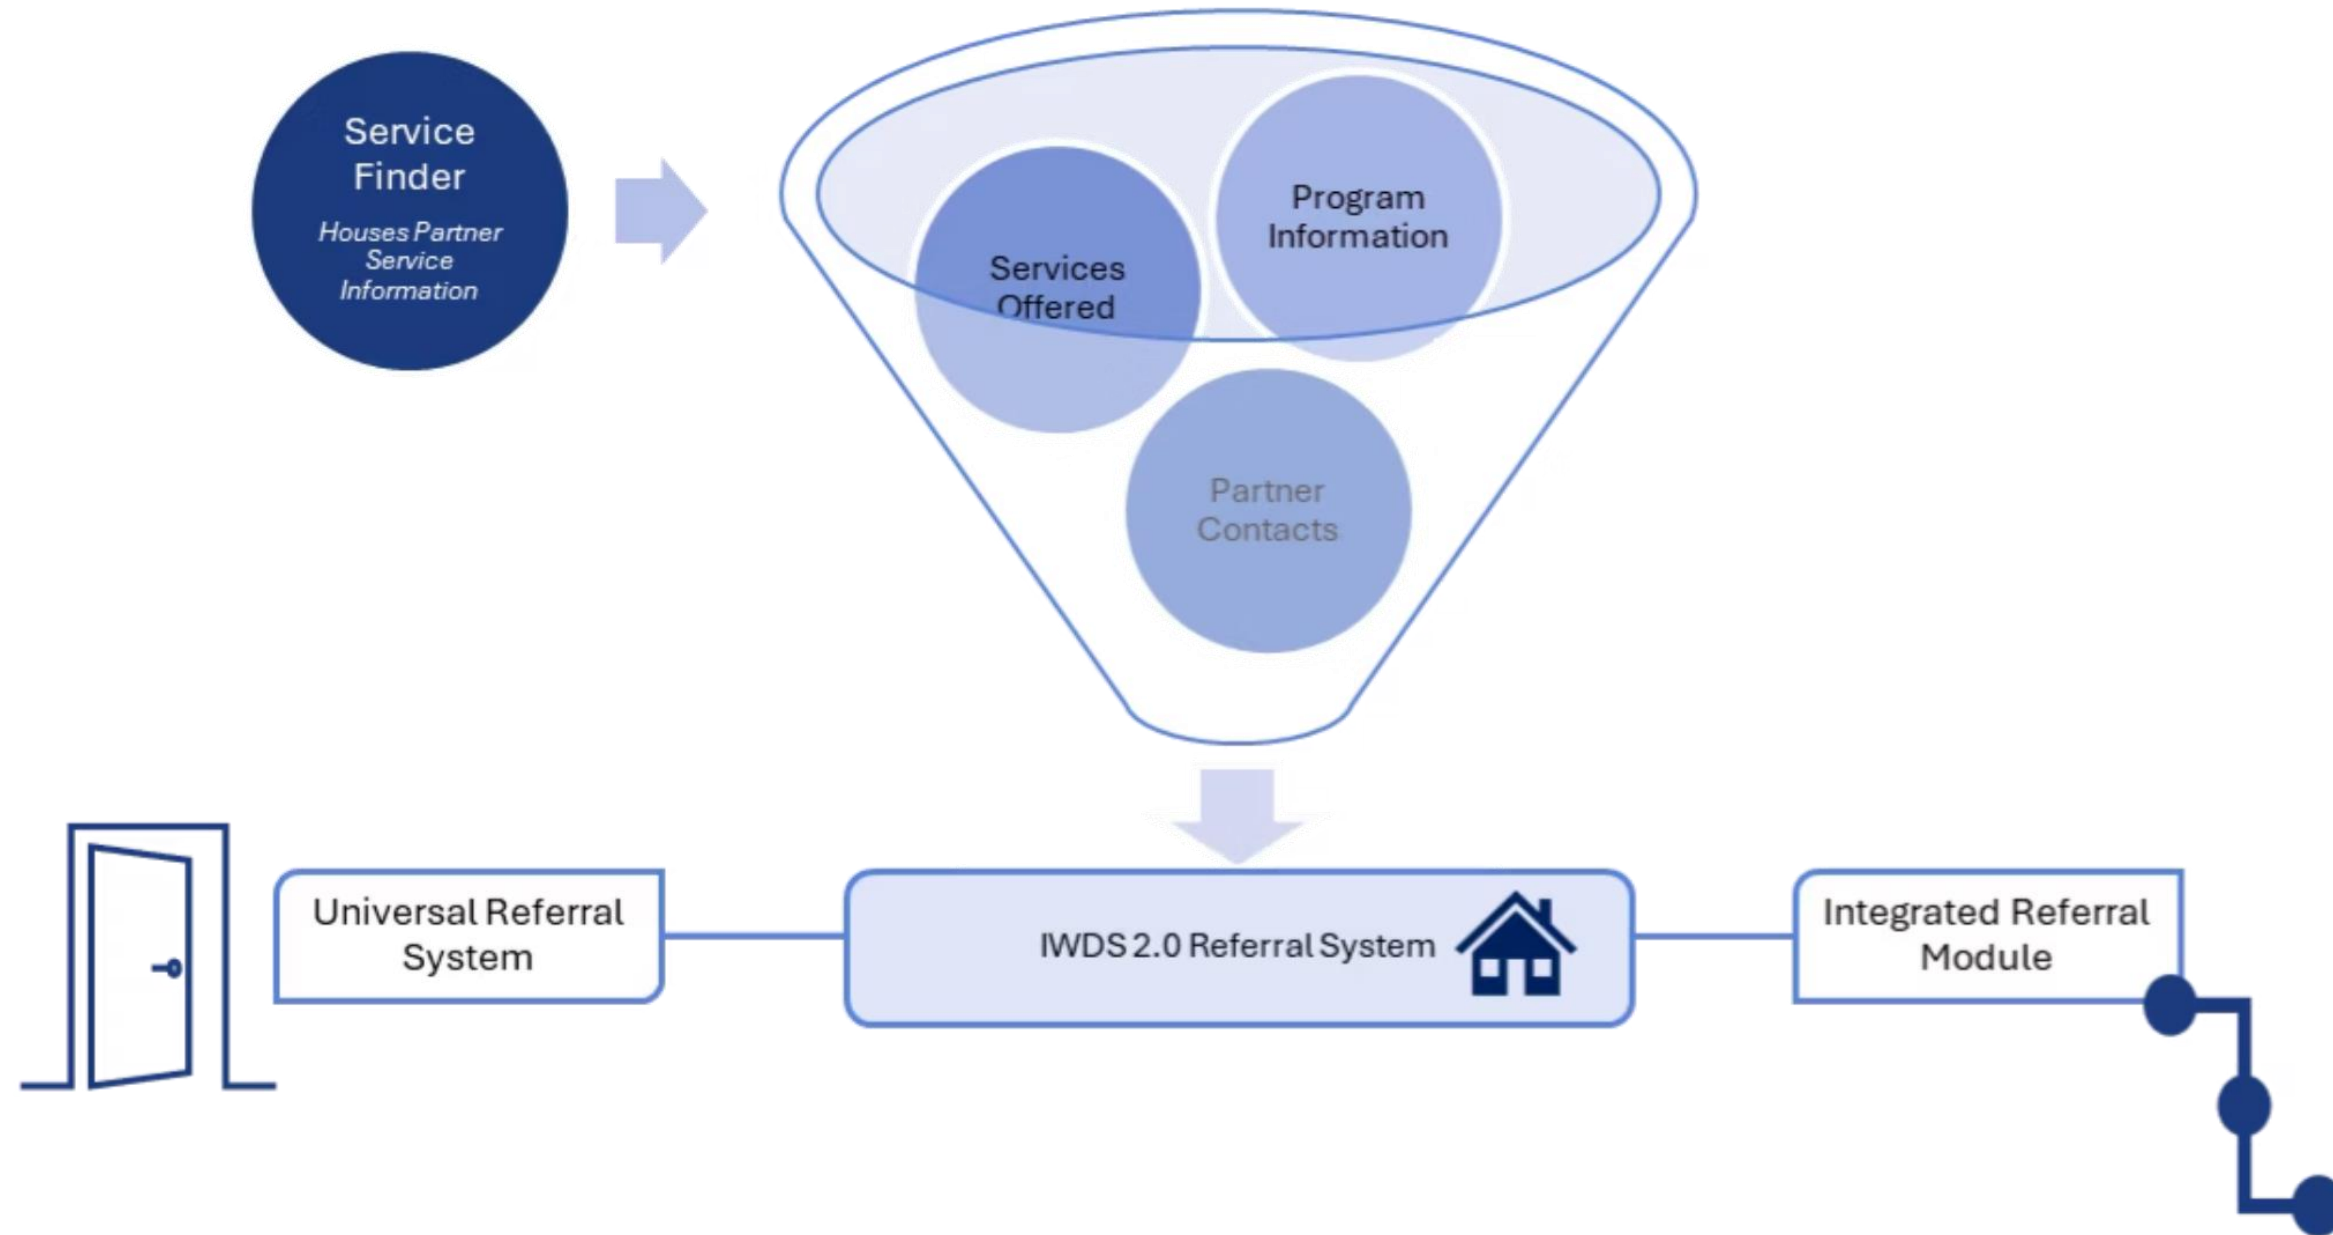 Service
Finder
Houses Partner
Service
Information
Program
Information
Services
Offered
Partner
Contacts
Universal Referral
System
IWDS 2.0 Referral System
Integrated Referral
Module